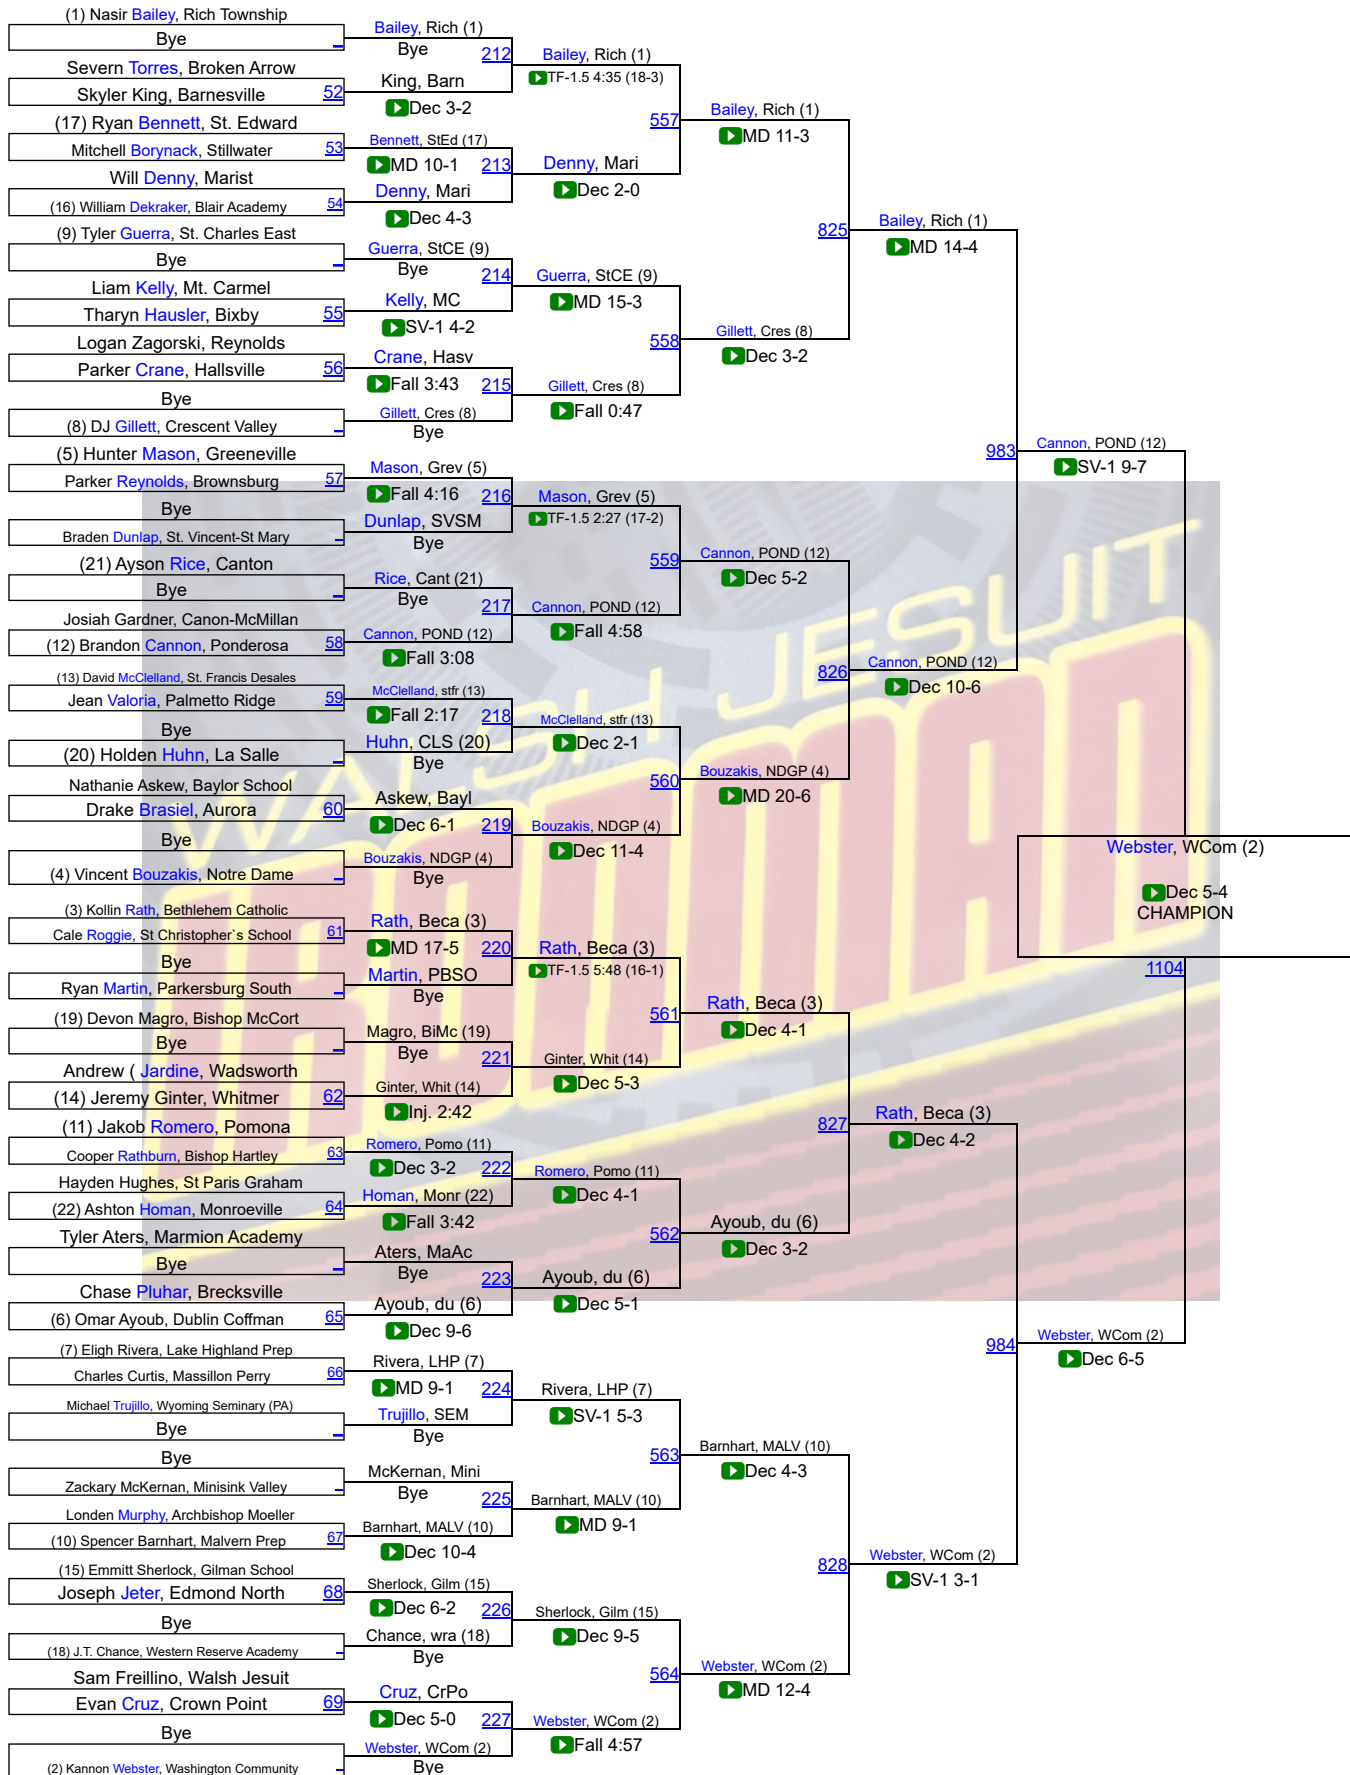 (1) Nasir Bailey, Rich Township
Bye
Severn Torres, Broken Arrow
Skyler King, Barnesville 52
(17) Ryan Bennett, St. Edward
Mitchell Borynack, Stillwater 53
Will Denny, Marist
(16) William Dekraker, Blair Academy 54
(9) Tyler Guerra, St. Charles East
Bye
Liam Kelly, Mt. Carmel
Tharyn Hausler, Bixby 55
Logan Zagorski, Reynolds
Parker Crane, Hallsville 56
Bye
(8) DJ Gillett, Crescent Valley
(5) Hunter Mason, Greeneville
Parker Reynolds, Brownsburg 57
Bye
Braden Dunlap, St. Vincent-St Mary
(21) Ayson Rice, Canton
Bye
Josiah Gardner, Canon-McMillan
(12) Brandon Cannon, Ponderosa 58
(13) David McClelland, St. Francis Desales
Jean Valoria, Palmetto Ridge 59
Bye
(20) Holden Huhn, La Salle
Nathanie Askew, Baylor School
Drake Brasiel, Aurora 60
Bye
(4) Vincent Bouzakis, Notre Dame
(3) Kollin Rath, Bethlehem Catholic
Cale Roggie, St Christopher`s School 61
Bye
Ryan Martin, Parkersburg South
(19) Devon Magro, Bishop McCort
Bye
Andrew ( Jardine, Wadsworth
(14) Jeremy Ginter, Whitmer 62
(11) Jakob Romero, Pomona
Cooper Rathburn, Bishop Hartley 63
Hayden Hughes, St Paris Graham
(22) Ashton Homan, Monroeville 64
Tyler Aters, Marmion Academy
Bye
Chase Pluhar, Brecksville
(6) Omar Ayoub, Dublin Coffman 65
(7) Eligh Rivera, Lake Highland Prep
Charles Curtis, Massillon Perry 66
Michael Trujillo, Wyoming Seminary (PA)
Bye
Bye
Zackary McKernan, Minisink Valley
Londen Murphy, Archbishop Moeller
(10) Spencer Barnhart, Malvern Prep 67
(15) Emmitt Sherlock, Gilman School
Joseph Jeter, Edmond North 68
Bye
(18) J.T. Chance, Western Reserve Academy
Sam Freillino, Walsh Jesuit
Evan Cruz, Crown Point 69
Bye
(2) Kannon Webster, Washington Community
Bailey, Rich (1)
Bye
212
King, Barn
Dec 3-2
Bennett, StEd (17)
MD 10-1
213
Denny, Mari
Dec 4-3
Guerra, StCE (9)
Bye
214
Kelly, MC
SV-1 4-2
Crane, Hasv
Fall 3:43
215
Gillett, Cres (8)
Bye
Mason, Grev (5)
Fall 4:16
216
Dunlap, SVSM
Bye
Rice, Cant (21)
Bye
217
Cannon, POND (12)
Fall 3:08
McClelland, stfr (13)
Fall 2:17
218
Huhn, CLS (20)
Bye
Askew, Bayl
Dec 6-1
219
Bouzakis, NDGP (4)
Bye
Rath, Beca (3)
MD 17-5
220
Martin, PBSO
Bye
Magro, BiMc (19)
Bye
221
Ginter, Whit (14)
Inj. 2:42
Romero, Pomo (11)
Dec 3-2
222
Homan, Monr (22)
Fall 3:42
Aters, MaAc
Bye
223
Ayoub, du (6)
Dec 9-6
Rivera, LHP (7)
MD 9-1
224
Trujillo, SEM
Bye
McKernan, Mini
Bye
225
Barnhart, MALV (10)
Dec 10-4
Sherlock, Gilm (15)
Dec 6-2
226
Chance, wra (18)
Bye
Cruz, CrPo
Dec 5-0
227
Webster, WCom (2)
Bye
Bailey, Rich (1)
TF-1.5 4:35 (18-3)
557
Denny, Mari
Dec 2-0
Guerra, StCE (9)
MD 15-3
558
Gillett, Cres (8)
Fall 0:47
Mason, Grev (5)
TF-1.5 2:27 (17-2)
559
Cannon, POND (12)
Fall 4:58
McClelland, stfr (13)
Dec 2-1
560
Bouzakis, NDGP (4)
Dec 11-4
Rath, Beca (3)
TF-1.5 5:48 (16-1)
561
Ginter, Whit (14)
Dec 5-3
Romero, Pomo (11)
Dec 4-1
562
Ayoub, du (6)
Dec 5-1
Rivera, LHP (7)
SV-1 5-3
563
Barnhart, MALV (10)
MD 9-1
Sherlock, Gilm (15)
Dec 9-5
564
Webster, WCom (2)
Fall 4:57
Bailey, Rich (1)
MD 11-3
825
Gillett, Cres (8)
Dec 3-2
Cannon, POND (12)
Dec 5-2
826
Bouzakis, NDGP (4)
MD 20-6
Rath, Beca (3)
Dec 4-1
827
Ayoub, du (6)
Dec 3-2
Barnhart, MALV (10)
Dec 4-3
828
Webster, WCom (2)
MD 12-4
Bailey, Rich (1)
MD 14-4
983
Cannon, POND (12)
Dec 10-6
Rath, Beca (3)
Dec 4-2
984
Webster, WCom (2)
SV-1 3-1
Cannon, POND (12)
SV-1 9-7
Webster, WCom (2)
Dec 6-5
Webster, WCom (2)
Dec 5-4
CHAMPION
1104
WALSH JESUIT
IRONMAN